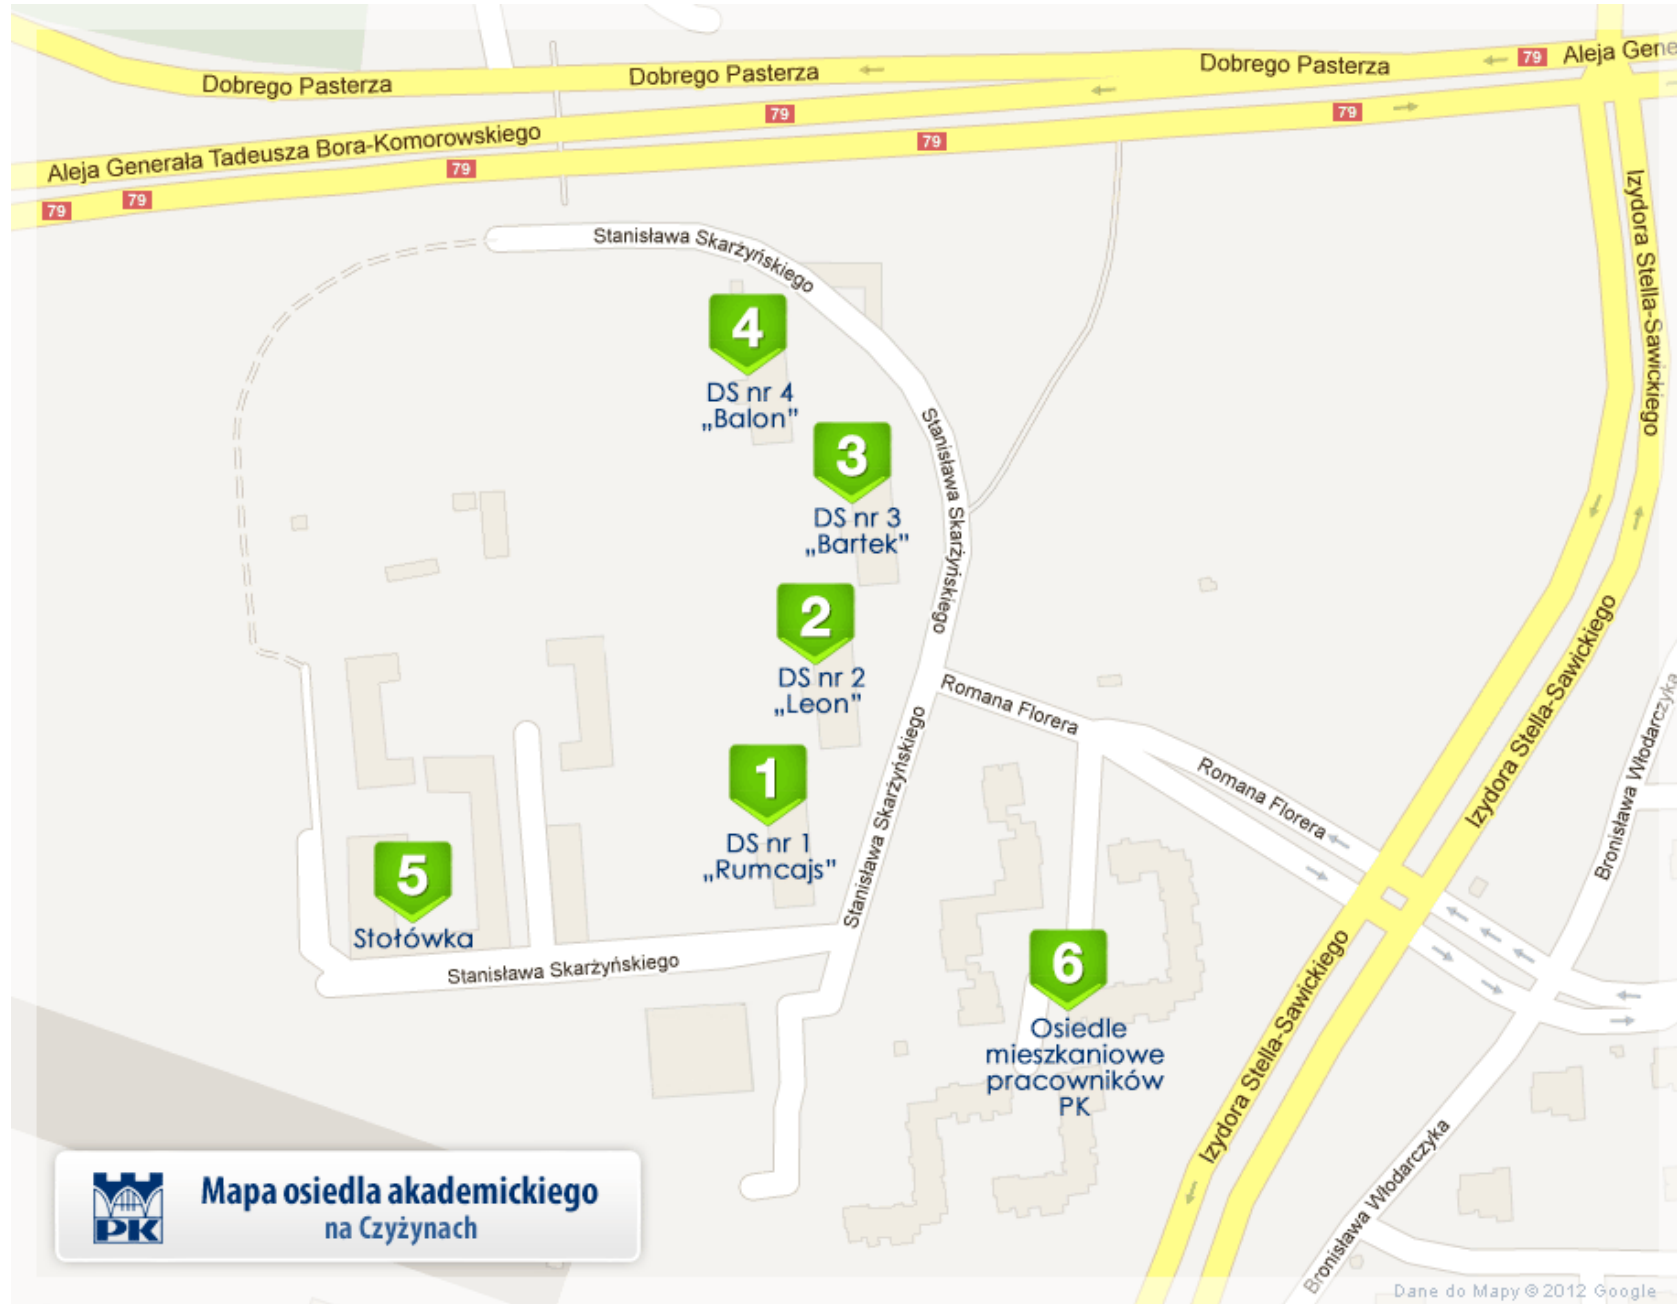 Dobrego Pasterza
Dobrego Pasterza
Dobrego Pasterza
79
Aleja Gene
Aleja Generała Tadeusza Bora-Komorowskiego
79
79
79
79
79
79
Izydora Stella-Sawickiego
Stanisława Skarżyńskiego
4
DS nr 4
„Balon”
3
DS nr 3
„Bartek”
Stanisława Skarżyńskiego
2
DS nr 2
„Leon”
Romana Florera
Izydora Stella-Sawickiego
Bronisława Włodarczyka
1
DS nr 1
„Rumcajs”
Stanisława Skarżyńskiego
Romana Florera
5
Stołówka
Stanisława Skarżyńskiego
6
Osiedle
mieszkaniowe
pracowników
PK
Izydora Stella-Sawickiego
Bronisława Włodarczyka
PK
Mapa osiedla akademickiego
na Czyżynach
Dane do Mapy © 2012 Google